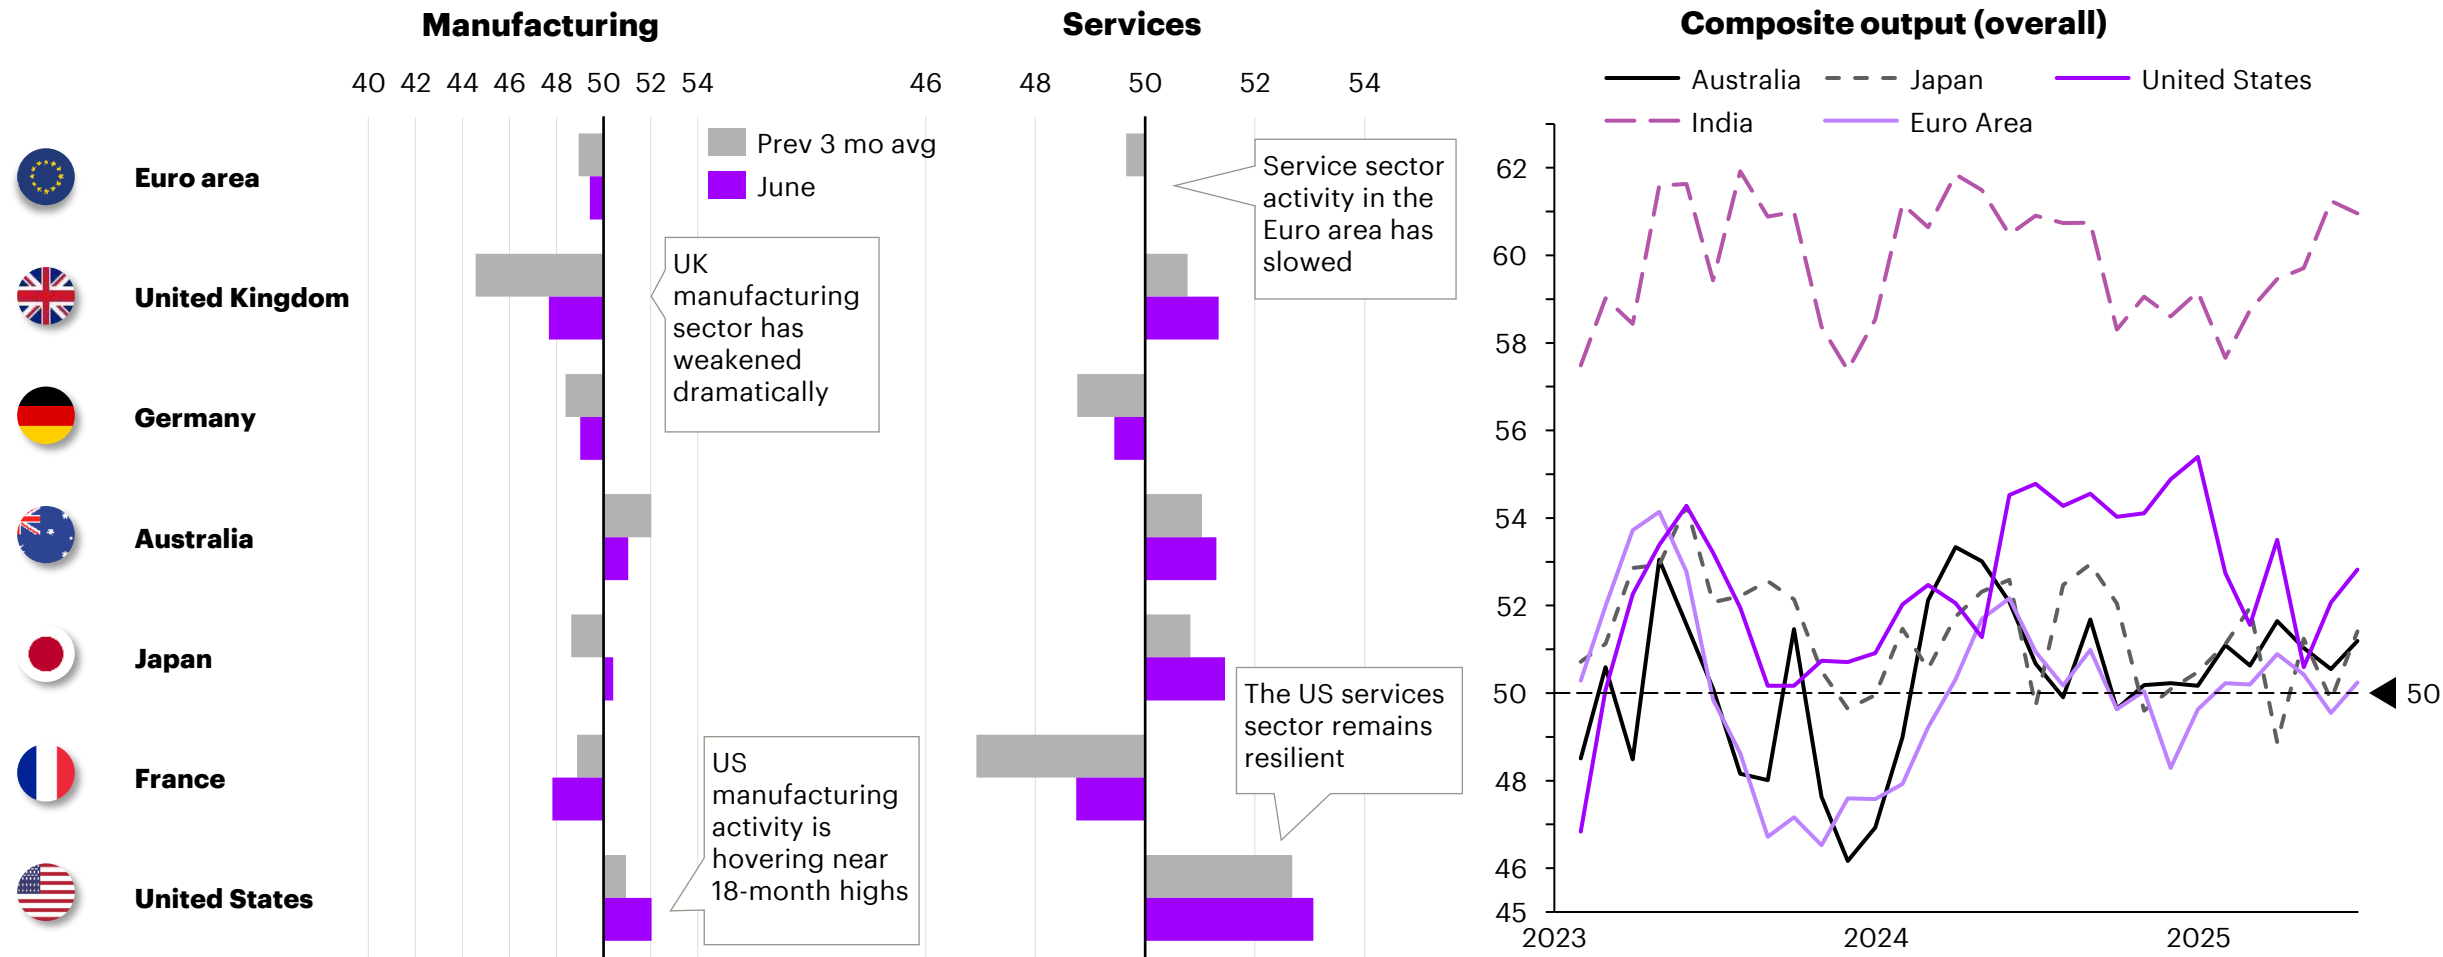 Manufacturing
Services
Composite output (overall)
40 42 44 46 48 50 52 54
46 48 50 52 54
Australia
Japan
United States
India
Euro Area
Prev 3 mo avg
June
Euro area
United Kingdom
Germany
Australia
Japan
France
United States
UK
manufacturing
sector has
weakened
dramatically
US
manufacturing
activity is
hovering near
18-month highs
Service sector
activity in the
Euro area has
slowed
The US services
sector remains
resilient
62
60
58
56
54
52
50
48
46
45
2023 2024 2025
50